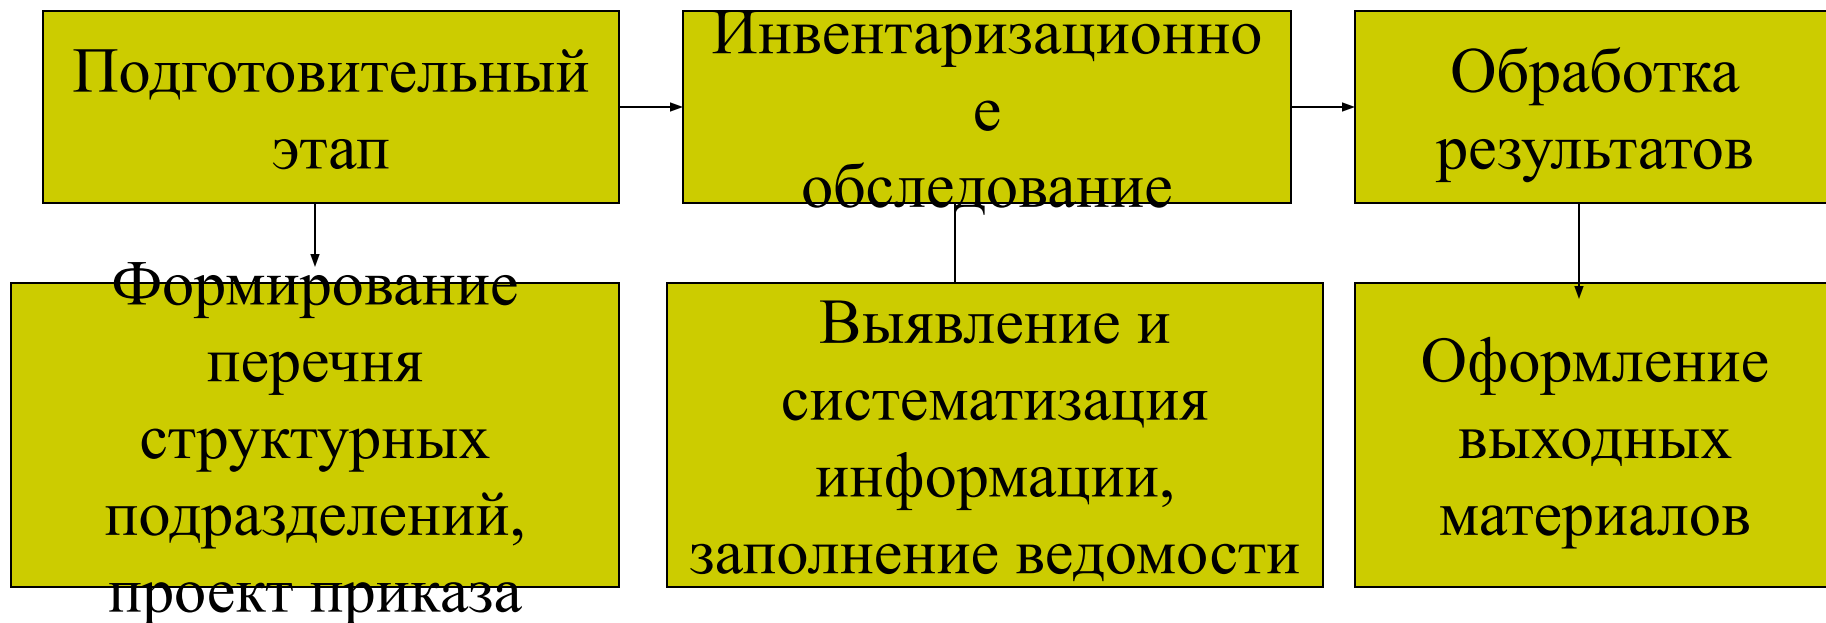 Подготовительный
этап
Инвентаризационно
е
обследование
Обработка
результатов
Формирование
перечня
структурных
подразделений,
проект приказа
Выявление и
систематизация
информации,
заполнение ведомости
Оформление
выходных
материалов